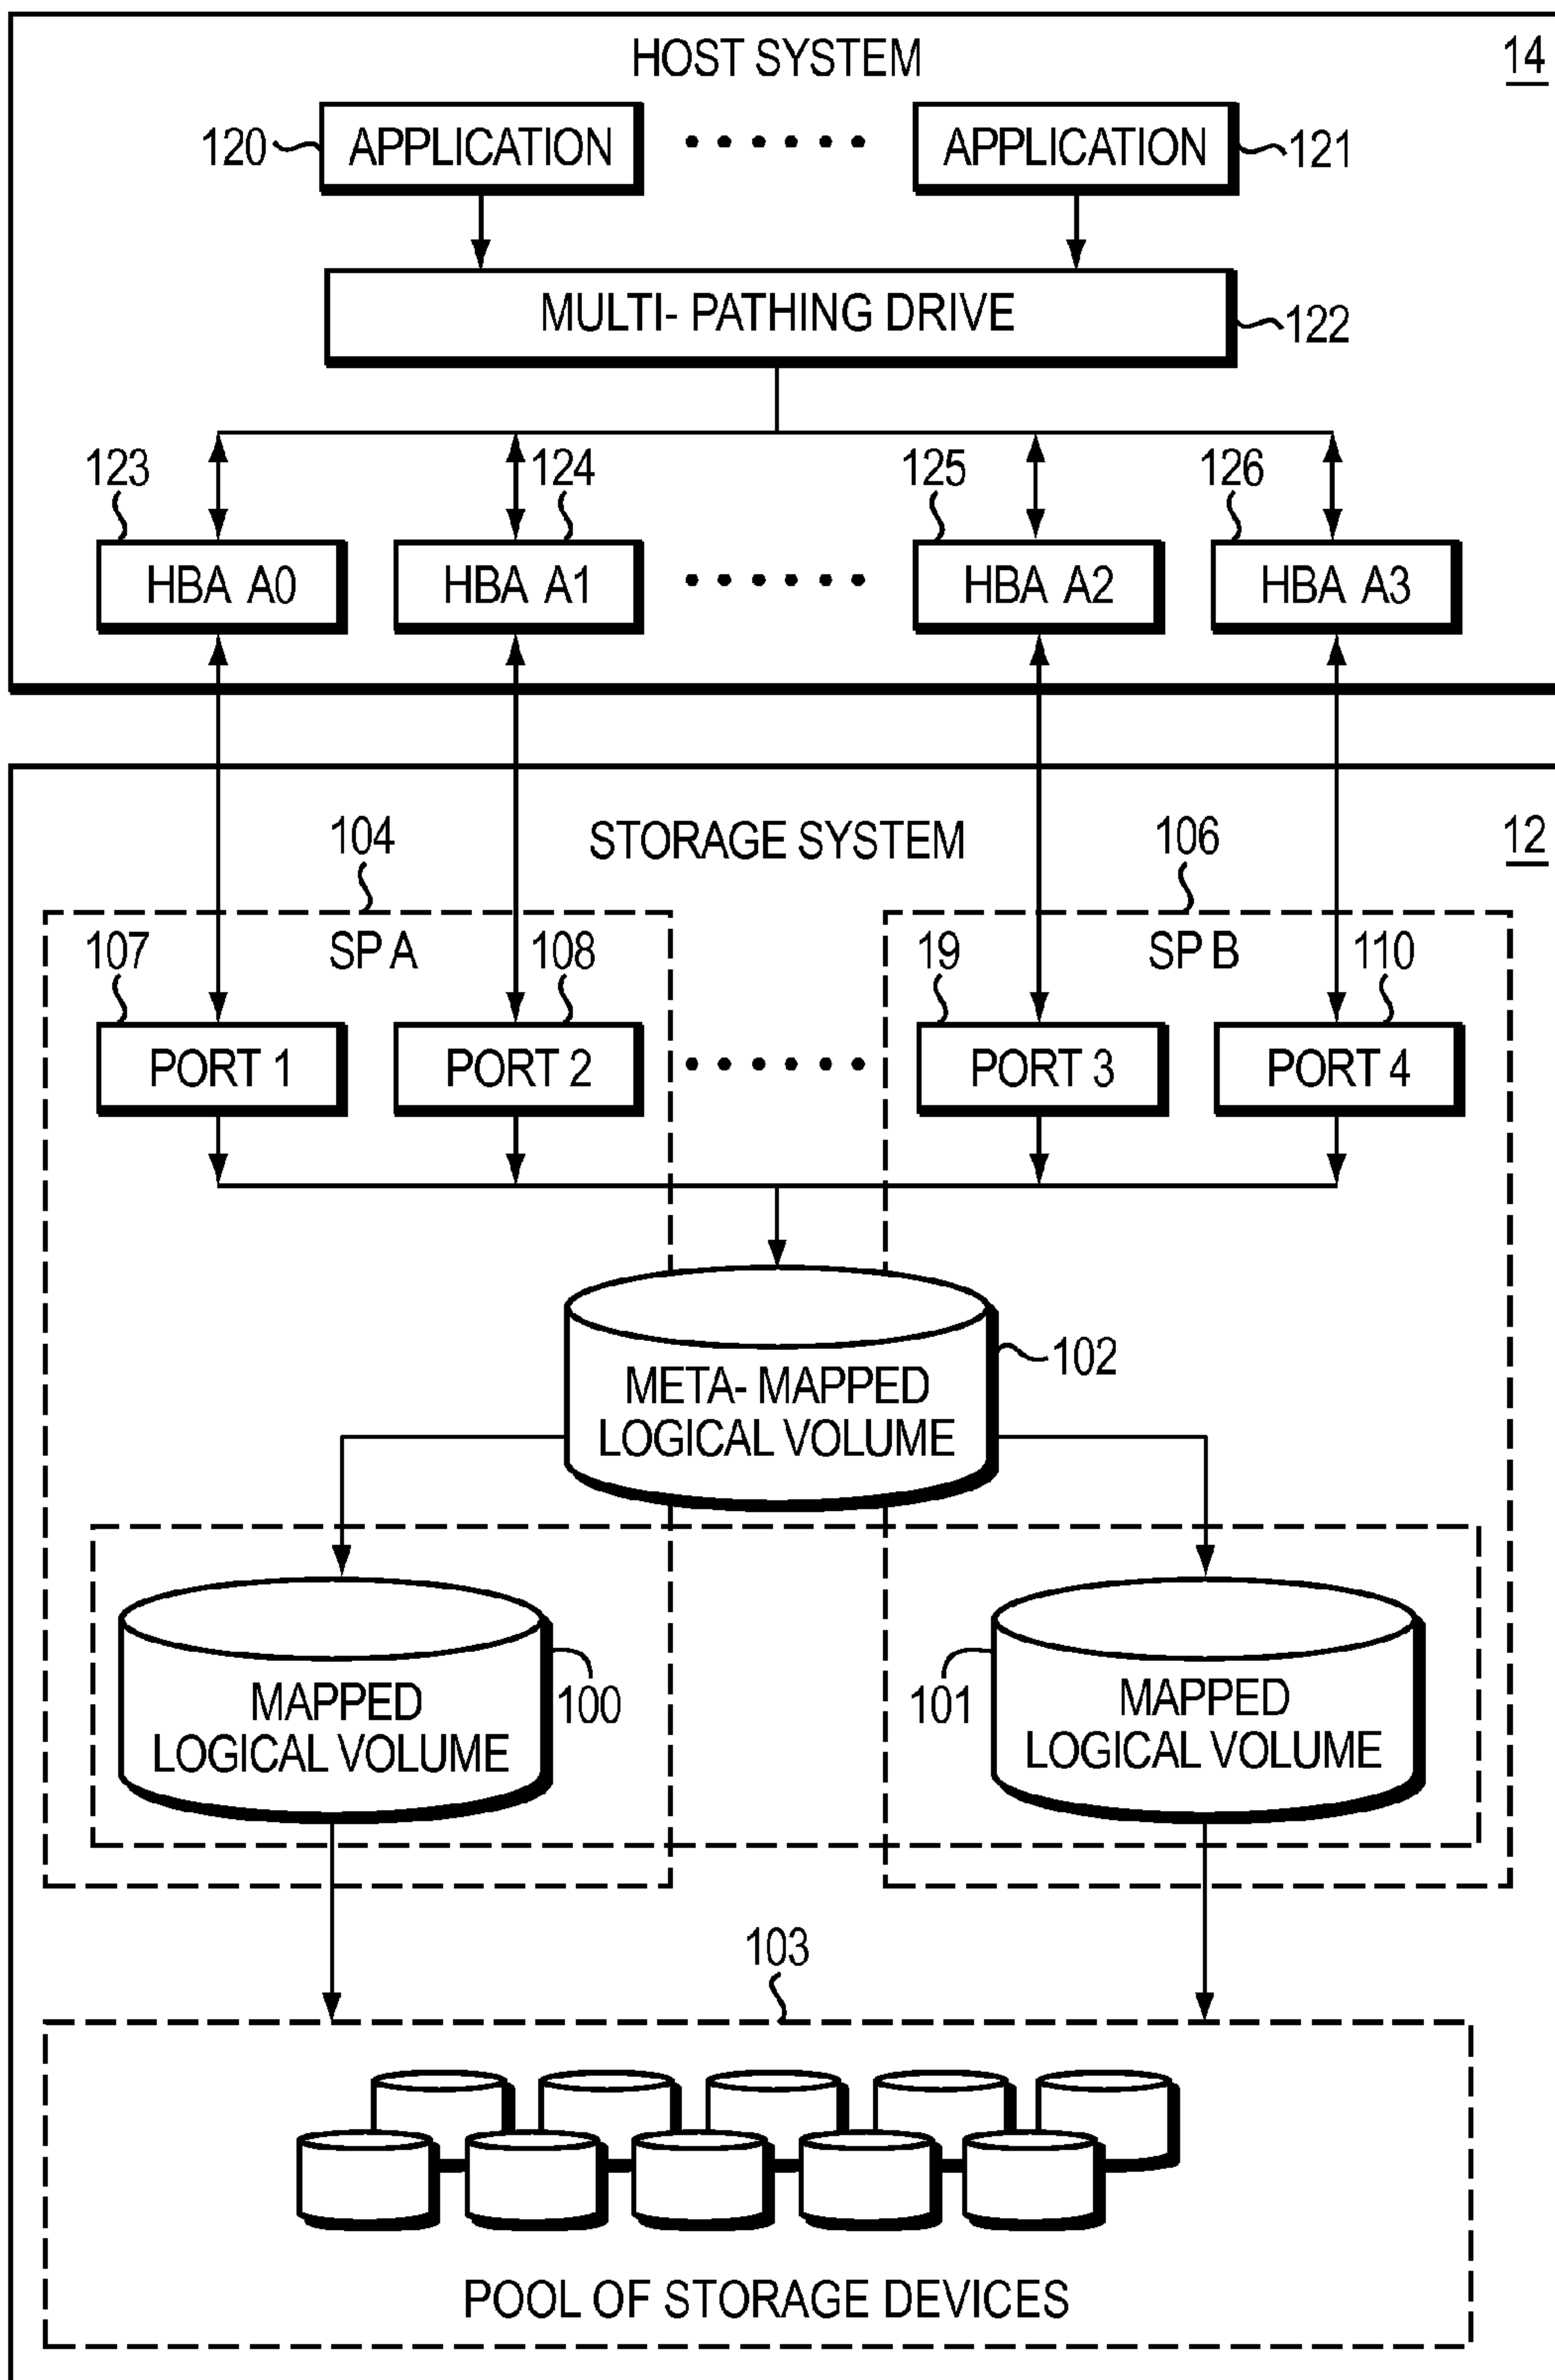 HOST SYSTEM
14
120
APPLICATION
APPLICATION
121
MULTI- PATHING DRIVE
122
123
124
125
126
HBA A0
HBA A1
HBA A2
HBA A3
104
STORAGE SYSTEM
106
12
107
SP A
108
19
SP B
110
PORT 1
PORT 2
PORT 3
PORT 4
META- MAPPED
LOGICAL VOLUME
102
MAPPED
LOGICAL VOLUME
100
101
MAPPED
LOGICAL VOLUME
103
POOL OF STORAGE DEVICES